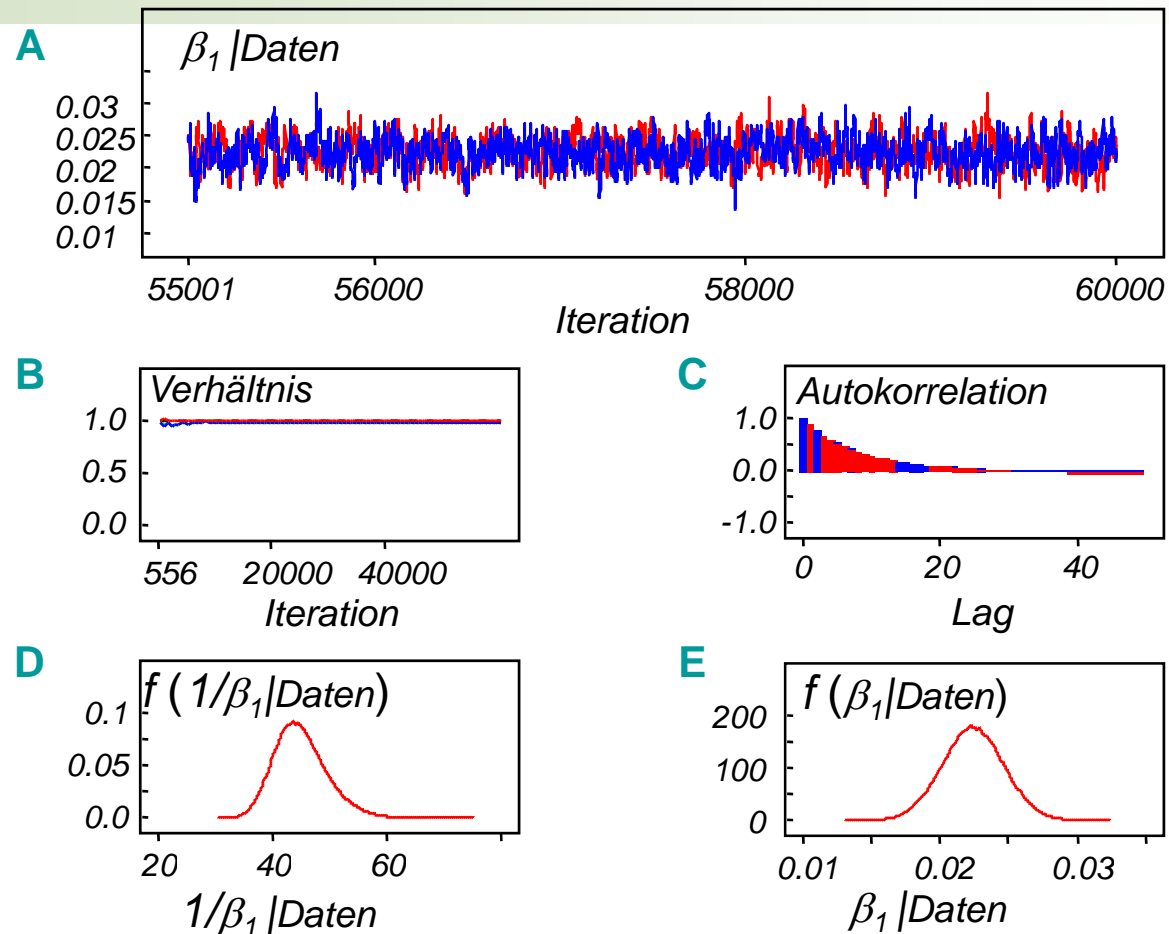 A
β₁|Daten
0.03
0.025
0.02
0.015
0.01
55001 56000 58000 60000
Iteration
B
Verhältnis
1.0
0.5
0.0
556 20000 40000
Iteration
C
Autokorrelation
1.0
0.0
-1.0
0 20 40
Lag
D
f (1/β₁|Daten)
0.1
0.05
0.0
20 40 60
1/β₁|Daten
E
f (β₁|Daten)
200
100
0
0.01 0.02 0.03
β₁|Daten